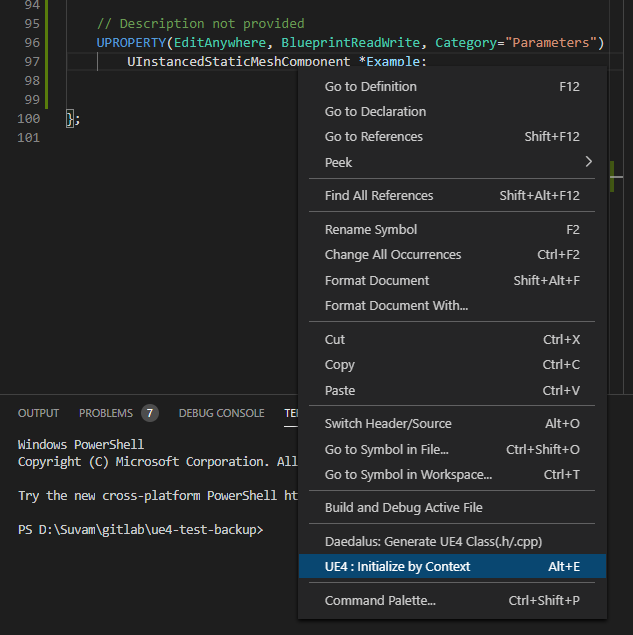 94
95 // Description not provided
96 UPROPERTY(EditAnywhere, BlueprintReadWrite, Category="Parameters")
97 UInstancedStaticMeshComponent *Example;
98
99
100 };
101
Go to Definition F12
Go to Declaration
Go to References Shift+F12
Peek
Find All References Shift+Alt+F12
Rename Symbol F2
Change All Occurrences Ctrl+F2
Format Document Shift+Alt+F
Format Document With...
Cut Ctrl+X
Copy Ctrl+C
Paste Ctrl+V
Switch Header/Source Alt+O
Go to Symbol in File... Ctrl+Shift+O
Go to Symbol in Workspace... Ctrl+T
Build and Debug Active File
Daedalus: Generate UE4 Class(.h/.cpp)
UE4 : Initialize by Context Alt+E
Command Palette... Ctrl+Shift+P
OUTPUT PROBLEMS 7 DEBUG CONSOLE TE
Windows PowerShell
Copyright (C) Microsoft Corporation. All
Try the new cross-platform PowerShell ht
PS D:\Suvam\gitlab\ue4-test-backup>